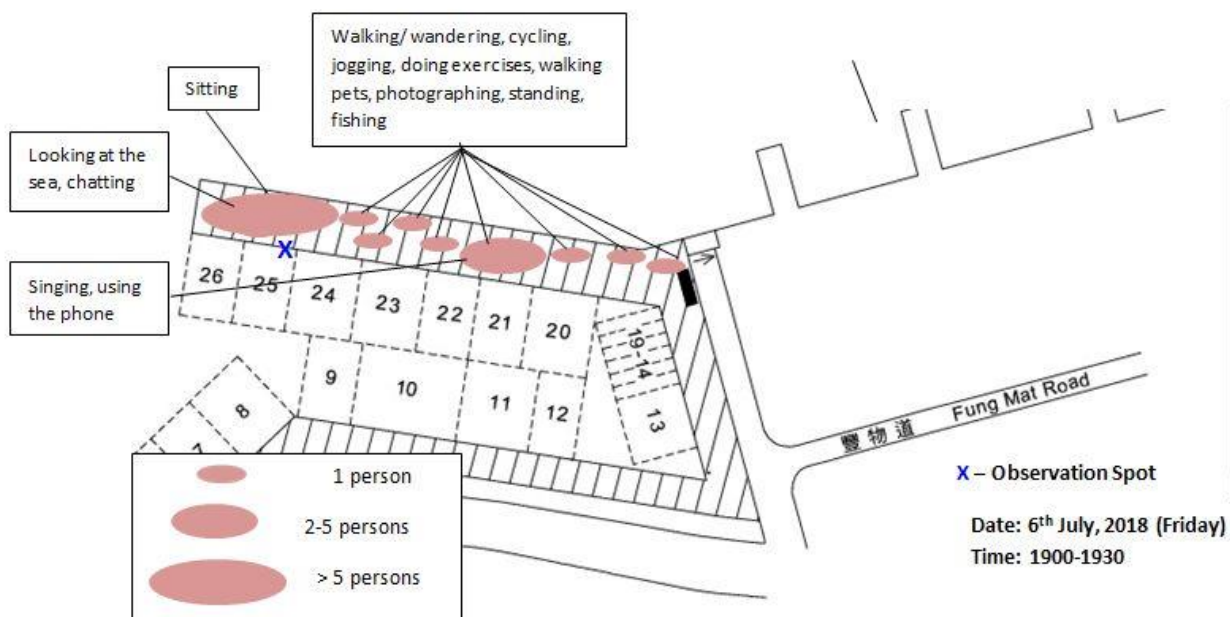 Walking/ wandering, cycling,
jogging, doing exercises, walking
pets, photographing, standing,
fishing
Sitting
Looking at the
sea, chatting
Singing, using
the phone
X
26
25
24
23
22
21
20
19-14
13
9
10
11
12
8
7
豐物道 Fung Mat Road
1 person
2-5 persons
> 5 persons
X – Observation Spot
Date: 6th July, 2018 (Friday)
Time: 1900-1930